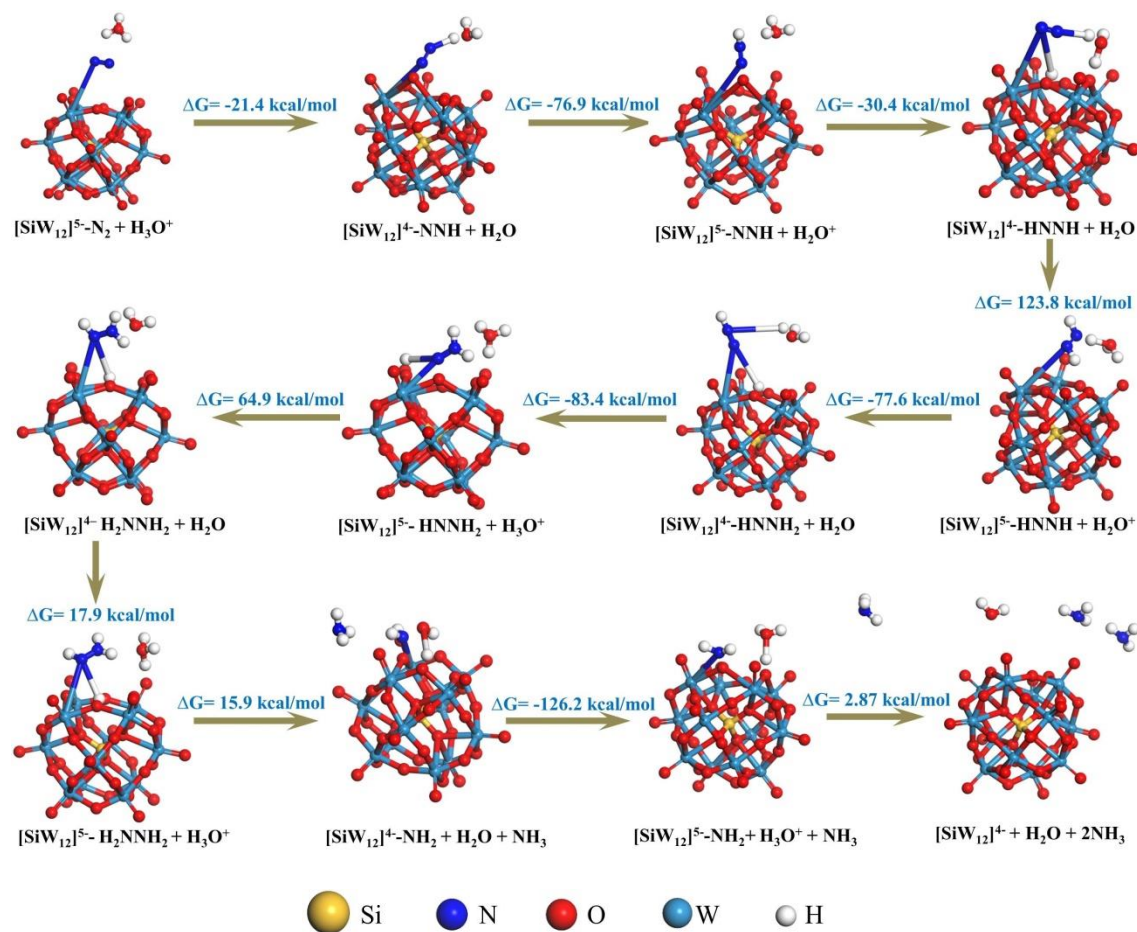 ΔG= -21.4 kcal/mol
ΔG= -76.9 kcal/mol
ΔG= -30.4 kcal/mol
[SiW₁₂]⁵⁻-N₂ + H₃O⁺
[SiW₁₂]⁴⁻-NNH + H₂O
[SiW₁₂]⁵⁻-NNH + H₂O⁺
[SiW₁₂]⁴⁻-HNNH + H₂O
ΔG= 123.8 kcal/mol
ΔG= 64.9 kcal/mol
ΔG= -83.4 kcal/mol
ΔG= -77.6 kcal/mol
[SiW₁₂]⁴⁻ H₂NNH₂ + H₂O
[SiW₁₂]⁵⁻- HNNH₂ + H₃O⁺
[SiW₁₂]⁴⁻-HNNH₂ + H₂O
[SiW₁₂]⁵⁻-HNNH + H₂O⁺
ΔG= 17.9 kcal/mol
ΔG= 15.9 kcal/mol
ΔG= -126.2 kcal/mol
ΔG= 2.87 kcal/mol
[SiW₁₂]⁵⁻- H₂NNH₂ + H₃O⁺
[SiW₁₂]⁴⁻-NH₂ + H₂O + NH₃
[SiW₁₂]⁵⁻-NH₂+ H₃O⁺ + NH₃
[SiW₁₂]⁴⁻ + H₂O + 2NH₃
Si N O W H